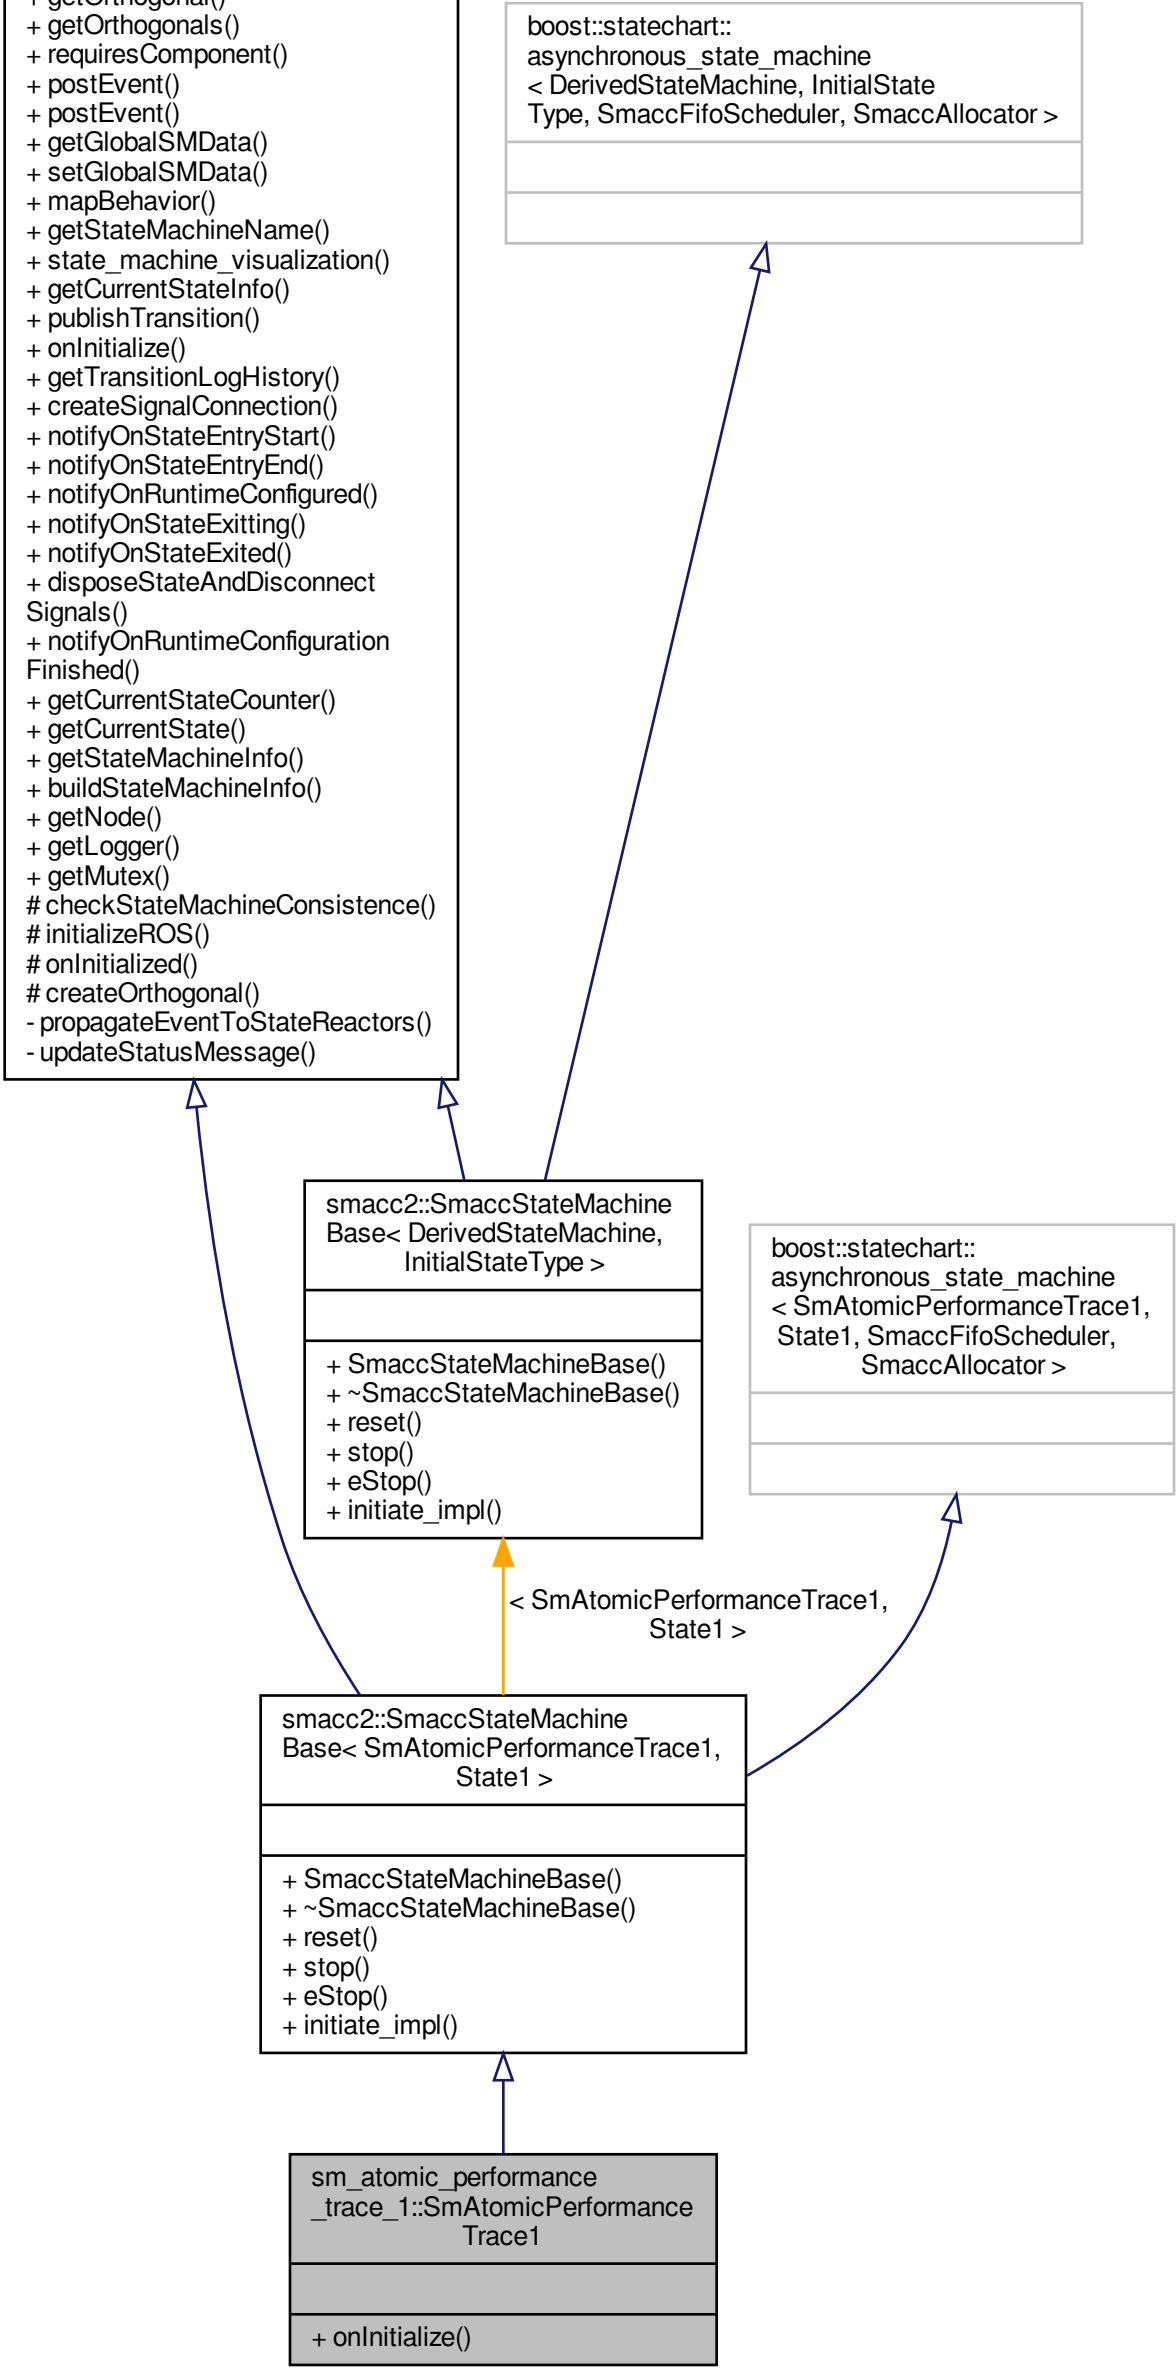 + getOrthogonal()
+ getOrthogonals()
+ requiresComponent()
+ postEvent()
+ postEvent()
+ getGlobalSMData()
+ setGlobalSMData()
+ mapBehavior()
+ getStateMachineName()
+ state_machine_visualization()
+ getCurrentStateInfo()
+ publishTransition()
+ onInitialize()
+ getTransitionLogHistory()
+ createSignalConnection()
+ notifyOnStateEntryStart()
+ notifyOnStateEntryEnd()
+ notifyOnRuntimeConfigured()
+ notifyOnStateExitting()
+ notifyOnStateExited()
+ disposeStateAndDisconnect
Signals()
+ notifyOnRuntimeConfiguration
Finished()
+ getCurrentStateCounter()
+ getCurrentState()
+ getStateMachineInfo()
+ buildStateMachineInfo()
+ getNode()
+ getLogger()
+ getMutex()
# checkStateMachineConsistence()
# initializeROS()
# onInitialized()
# createOrthogonal()
- propagateEventToStateReactors()
- updateStatusMessage()
boost::statechart::
asynchronous_state_machine
< DerivedStateMachine, InitialState
Type, SmaccFifoScheduler, SmaccAllocator >
smacc2::SmaccStateMachine
Base< DerivedStateMachine,
InitialStateType >
+ SmaccStateMachineBase()
+ ~SmaccStateMachineBase()
+ reset()
+ stop()
+ eStop()
+ initiate_impl()
boost::statechart::
asynchronous_state_machine
< SmAtomicPerformanceTrace1,
State1, SmaccFifoScheduler,
SmaccAllocator >
< SmAtomicPerformanceTrace1,
State1 >
smacc2::SmaccStateMachine
Base< SmAtomicPerformanceTrace1,
State1 >
+ SmaccStateMachineBase()
+ ~SmaccStateMachineBase()
+ reset()
+ stop()
+ eStop()
+ initiate_impl()
sm_atomic_performance
_trace_1::SmAtomicPerformance
Trace1
+ onInitialize()